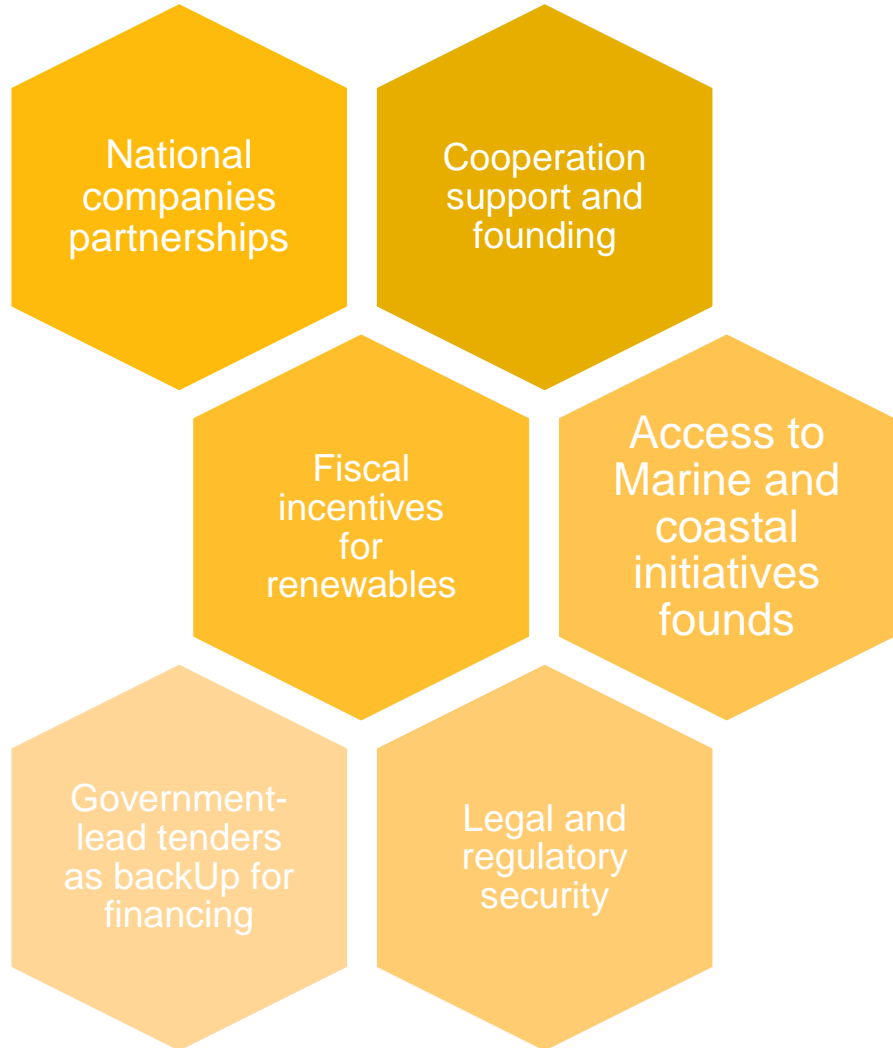 National
companies
partnerships
Cooperation
support and
founding
Fiscal
incentives
for
renewables
Access to
Marine and
coastal
initiatives
founds
Government-
lead tenders
as backUp for
financing
Legal and
regulatory
security